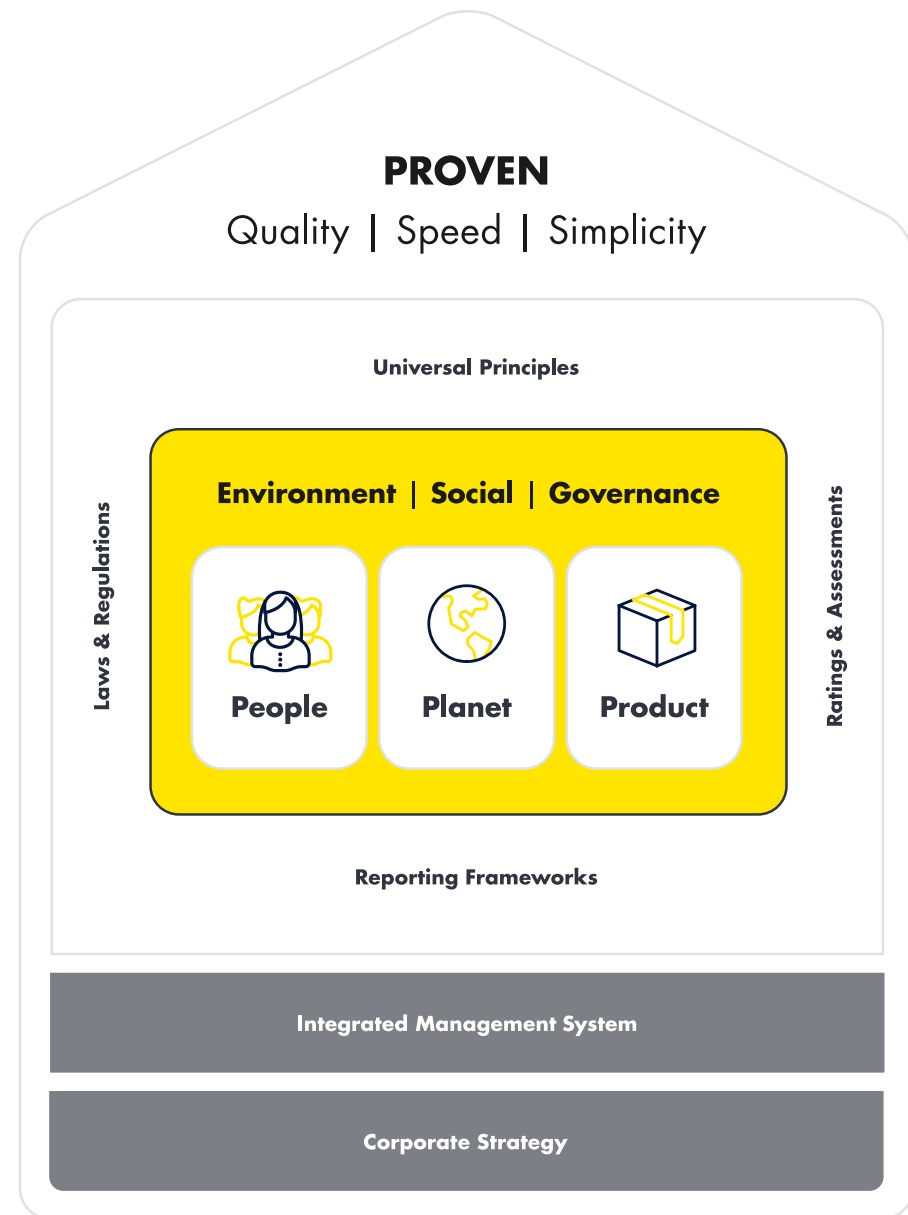 PROVEN
Quality | Speed | Simplicity
Universal Principles
Laws & Regulations
Environment | Social | Governance
People
Planet
Product
Ratings & Assessments
Reporting Frameworks
Integrated Management System
Corporate Strategy